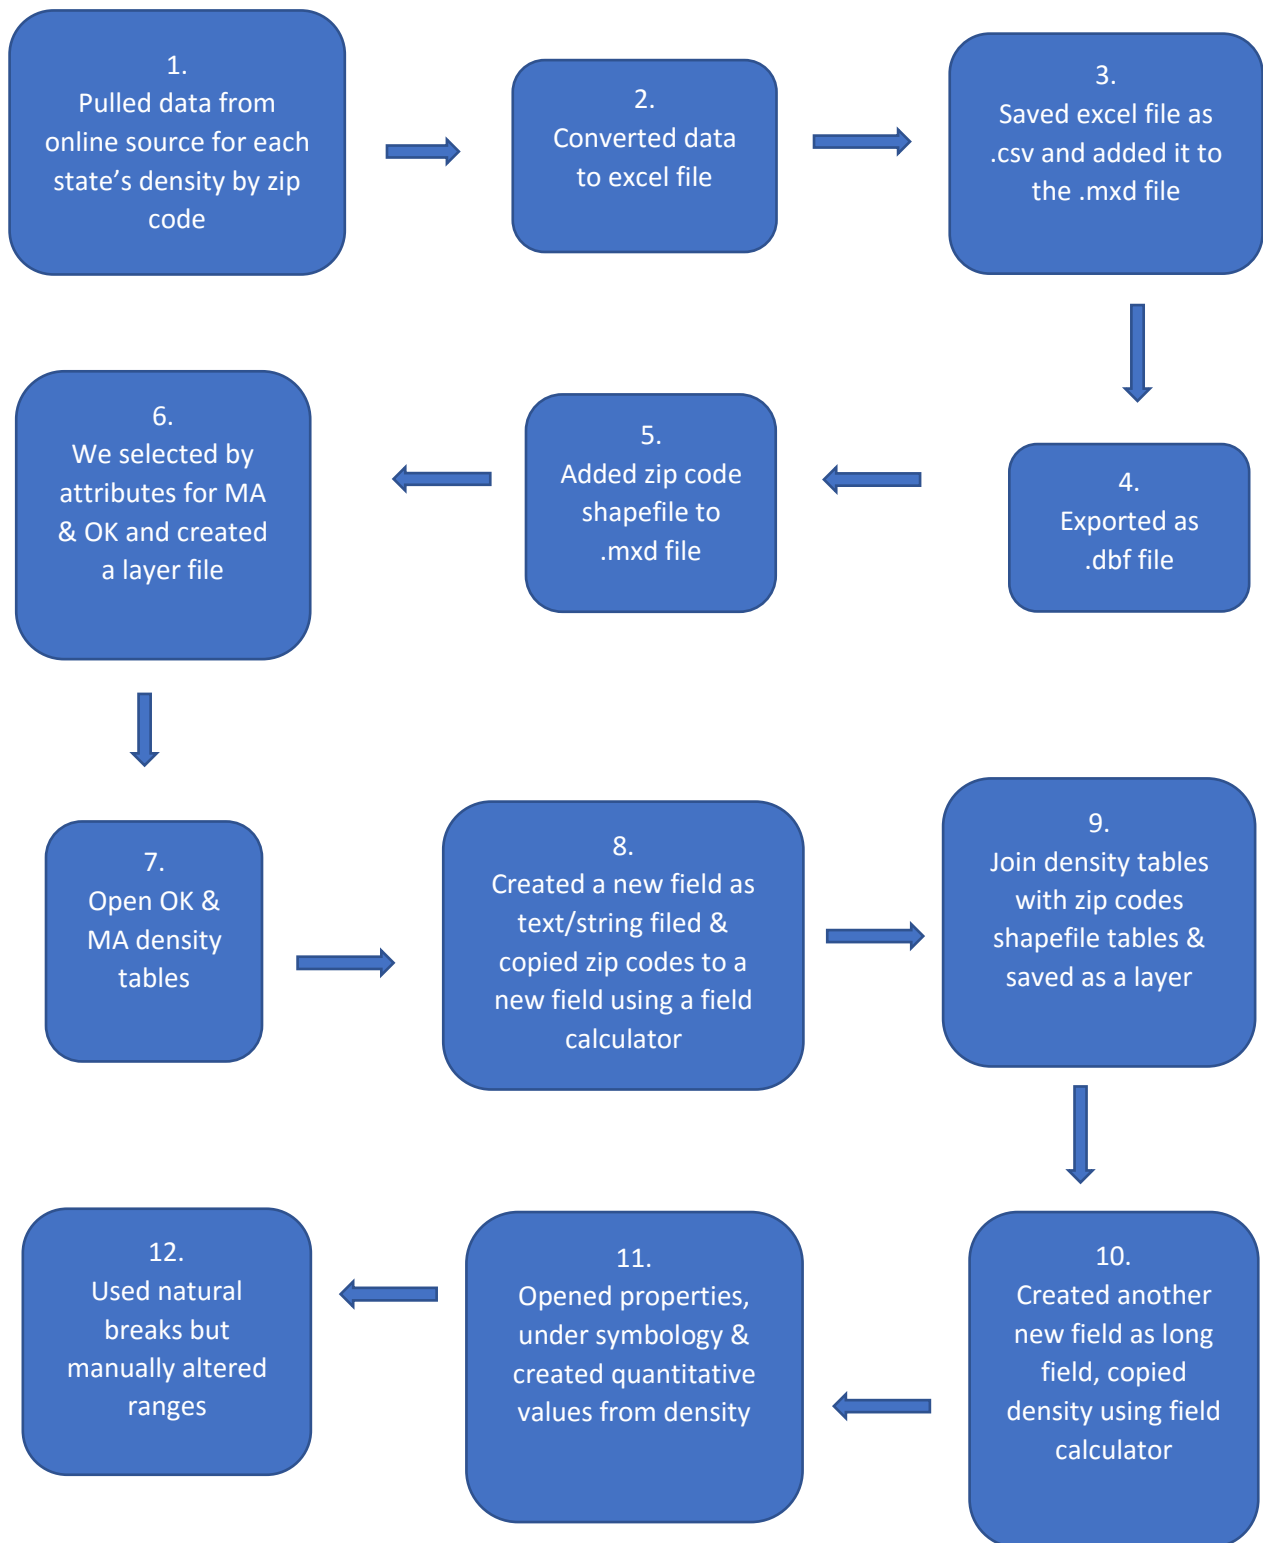 1.
Pulled data from
online source for each
state’s density by zip
code
2.
Converted data
to excel file
3.
Saved excel file as
.csv and added it to
the .mxd file
4.
Exported as
.dbf file
5.
Added zip code
shapefile to
.mxd file
6.
We selected by
attributes for MA
& OK and created
a layer file
7.
Open OK &
MA density
tables
8.
Created a new field as
text/string filed &
copied zip codes to a
new field using a field
calculator
9.
Join density tables
with zip codes
shapefile tables &
saved as a layer
10.
Created another
new field as long
field, copied
density using field
calculator
11.
Opened properties,
under symbology &
created quantitative
values from density
12.
Used natural
breaks but
manually altered
ranges